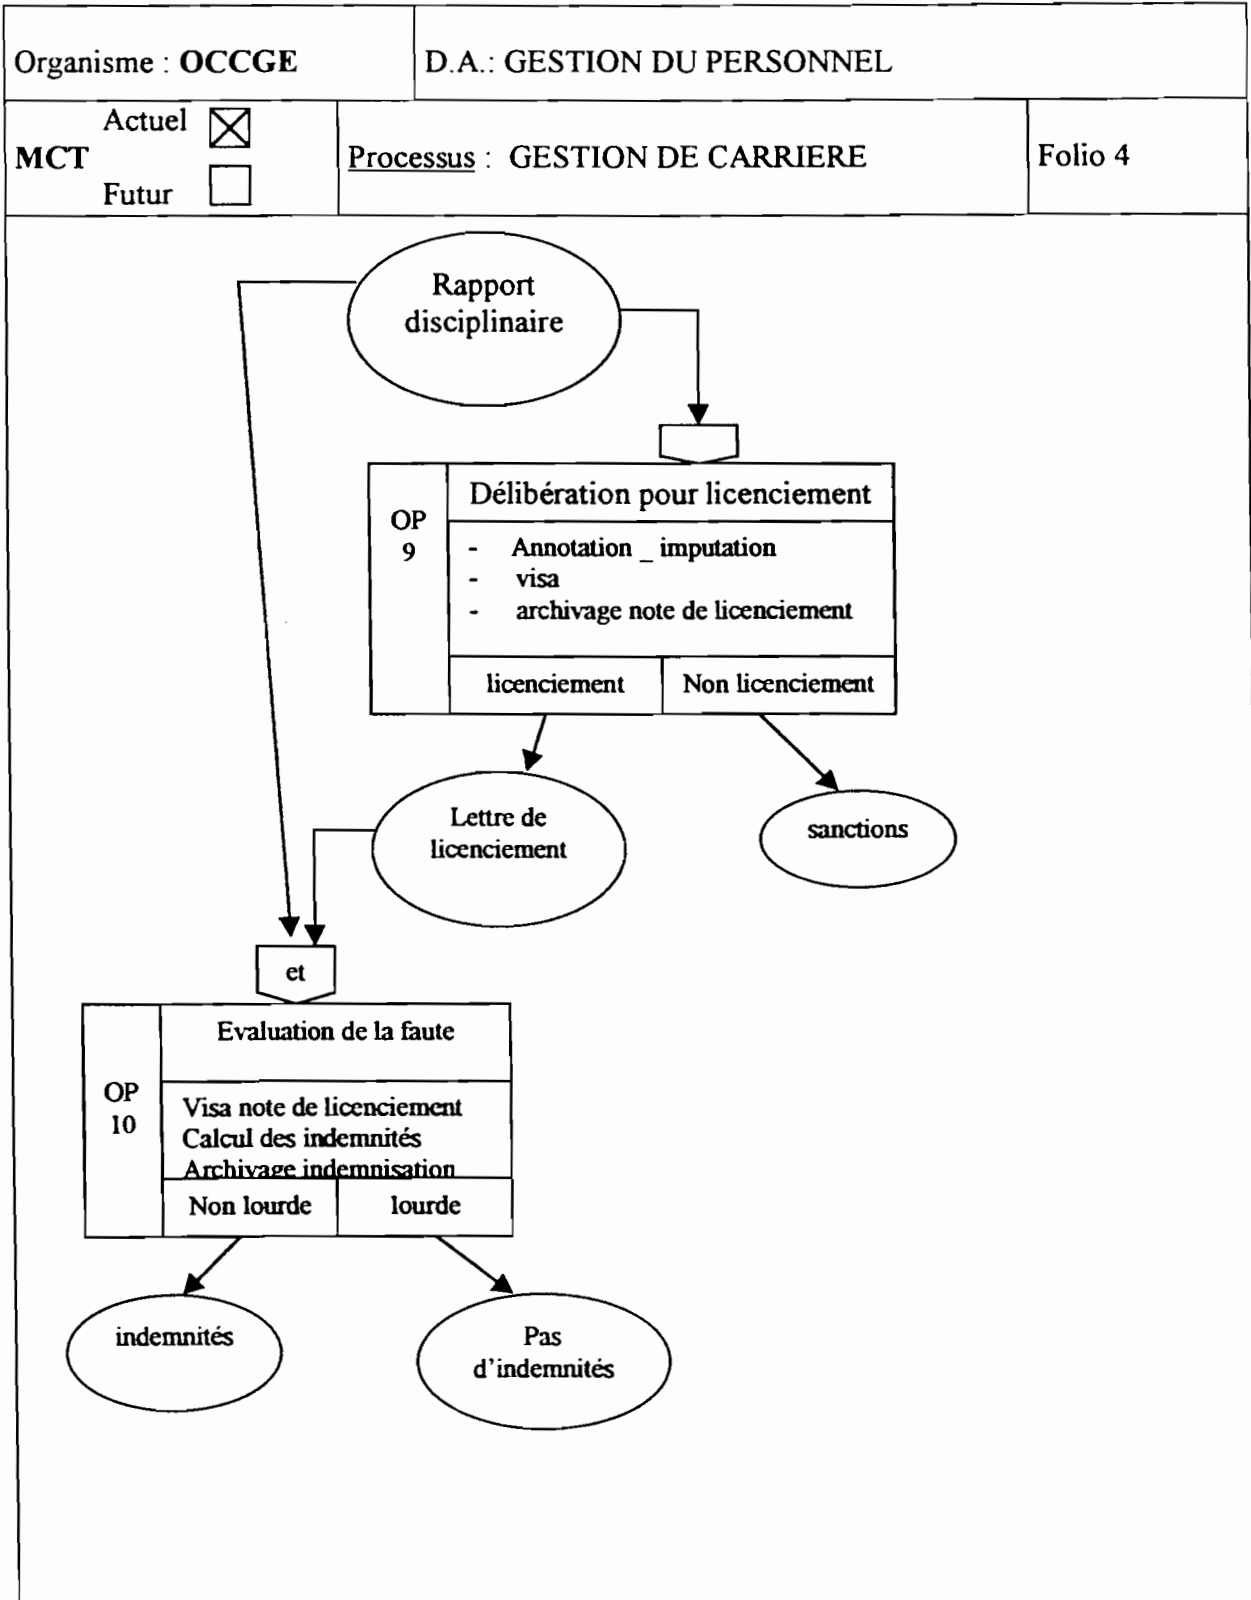 Organisme : OCCGE
D.A.: GESTION DU PERSONNEL
Actuel
MCT
Futur
Processus : GESTION DE CARRIERE
Folio 4
Rapport
disciplinaire
Délibération pour licenciement
OP
9
- Annotation _ imputation
- visa
- archivage note de licenciement
licenciement
Non licenciement
Lettre de
licenciement
sanctions
et
Evaluation de la faute
OP
10
Visa note de licenciement
Calcul des indemnités
Archivage indemnisation
Non lourde
lourde
indemnités
Pas
d'indemnités